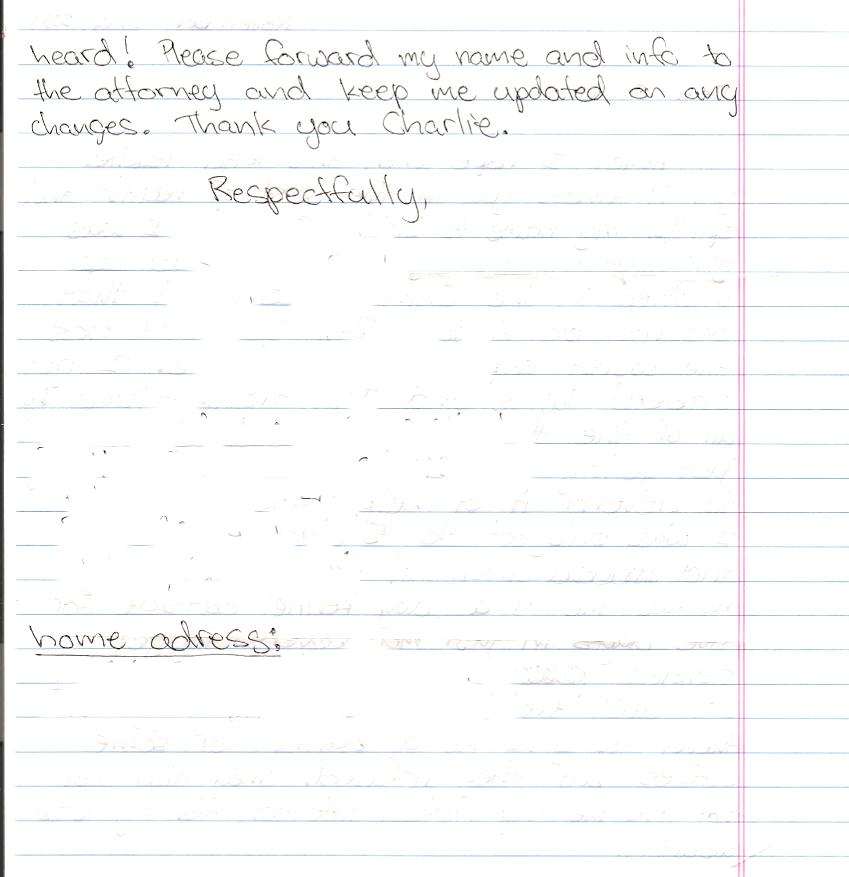 heard! Please forward my name and info to
the attorney and keep me updated on any
changes. Thank you Charlie.
Respectfully,
home adress: